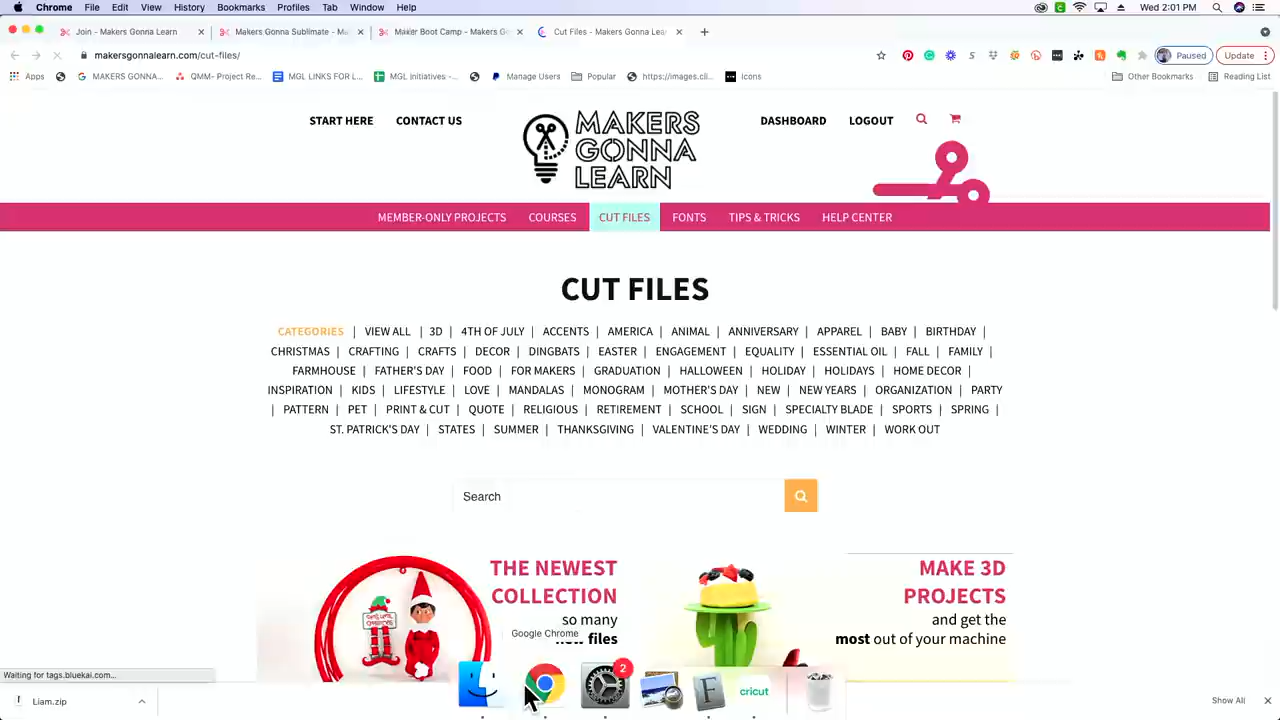 Chrome File Edit View History Bookmarks Profiles Tab Window Help Wed 2:01 PM
Join - Makers Gonna Learn Makers Gonna Sublimate - Ma Maker Boot Camp - Makers Go Cut Files - Makers Gonna Lea
makersgonnalearn.com/cut-files/ Paused Update
Apps MAKERS GONNA... QMM- Project Re... MGL LINKS FOR L... MGL Initiatives -... Manage Users Popular https://images.cli... icons Other Bookmarks Reading List
START HERE CONTACT US MAKERS GONNA LEARN DASHBOARD LOGOUT
MEMBER-ONLY PROJECTS COURSES CUT FILES FONTS TIPS & TRICKS HELP CENTER
CUT FILES
CATEGORIES | VIEW ALL | 3D | 4TH OF JULY | ACCENTS | AMERICA | ANIMAL | ANNIVERSARY | APPAREL | BABY | BIRTHDAY |
CHRISTMAS | CRAFTING | CRAFTS | DECOR | DINGBATS | EASTER | ENGAGEMENT | EQUALITY | ESSENTIAL OIL | FALL | FAMILY |
FARMHOUSE | FATHER'S DAY | FOOD | FOR MAKERS | GRADUATION | HALLOWEEN | HOLIDAY | HOLIDAYS | HOME DECOR |
INSPIRATION | KIDS | LIFESTYLE | LOVE | MANDALAS | MONOGRAM | MOTHER'S DAY | NEW | NEW YEARS | ORGANIZATION | PARTY
| PATTERN | PET | PRINT & CUT | QUOTE | RELIGIOUS | RETIREMENT | SCHOOL | SIGN | SPECIALTY BLADE | SPORTS | SPRING |
ST. PATRICK'S DAY | STATES | SUMMER | THANKSGIVING | VALENTINE'S DAY | WEDDING | WINTER | WORK OUT
Search
THE NEWEST
COLLECTION
so many
new files
MAKE 3D
PROJECTS
and get the
most out of your machine
Google Chrome
2
cricut
Waiting for tags.bluekai.com...
Liam.zip Show All